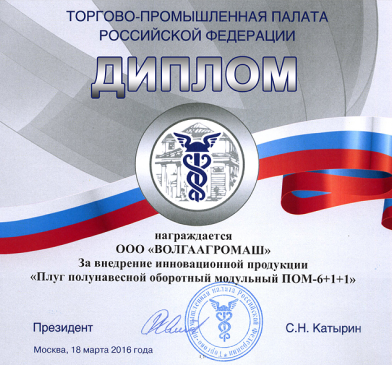 ТОРГОВО-ПРОМЫШЛЕННАЯ ПАЛАТА
РОССИЙСКОЙ ФЕДЕРАЦИИ
ДИПЛОМ
награждается
ООО «ВОЛГААГРОМАШ»
За внедрение инновационной продукции
«Плуг полунавесной оборотный модульный ПОМ-6+1+1»
Президент
С.Н. Катырин
Москва, 18 марта 2016 года